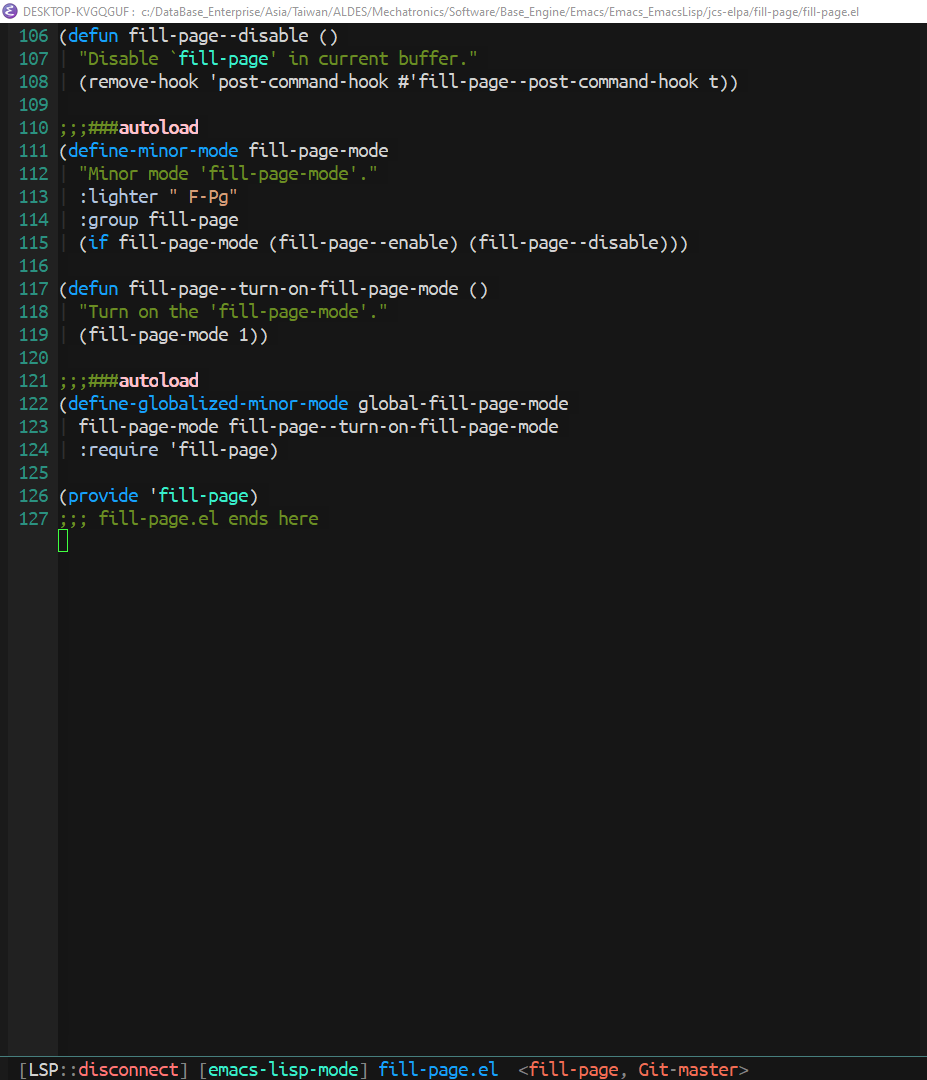 DESKTOP-KVGQGUF : c:/DataBase_Enterprise/Asia/Taiwan/ALDES/Mechatronics/Software/Base_Engine/Emacs/Emacs_EmacsLisp/jcs-elpa/fill-page/fill-page.el
106 (defun fill-page--disable ()
107   "Disable `fill-page' in current buffer."
108   (remove-hook 'post-command-hook #'fill-page--post-command-hook t))
109
110 ;;;###autoload
111 (define-minor-mode fill-page-mode
112   "Minor mode 'fill-page-mode'."
113   :lighter " F-Pg"
114   :group fill-page
115   (if fill-page-mode (fill-page--enable) (fill-page--disable)))
116
117 (defun fill-page--turn-on-fill-page-mode ()
118   "Turn on the 'fill-page-mode'."
119   (fill-page-mode 1))
120
121 ;;;###autoload
122 (define-globalized-minor-mode global-fill-page-mode
123   fill-page-mode fill-page--turn-on-fill-page-mode
124   :require 'fill-page)
125
126 (provide 'fill-page)
127 ;;; fill-page.el ends here
[LSP::disconnect] [emacs-lisp-mode] fill-page.el  <fill-page, Git-master>